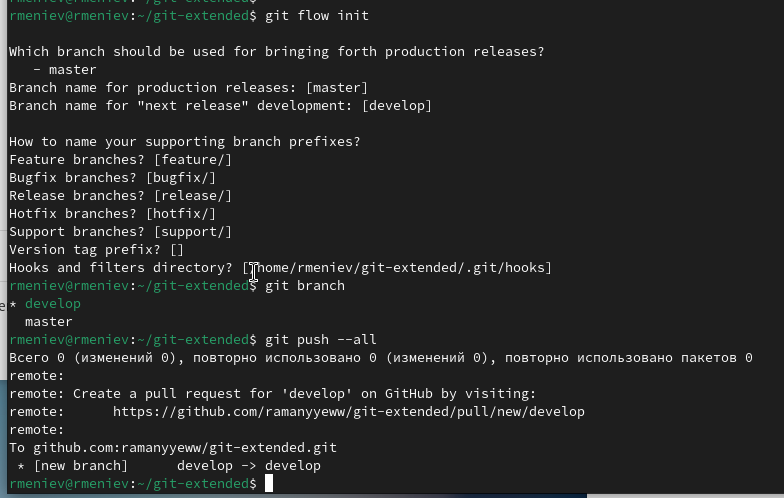 rmeniev@rmeniev:~/git-extended$ git flow init
Which branch should be used for bringing forth production releases?
- master
Branch name for production releases: [master]
Branch name for "next release" development: [develop]
How to name your supporting branch prefixes?
Feature branches? [feature/]
Bugfix branches? [bugfix/]
Release branches? [release/]
Hotfix branches? [hotfix/]
Support branches? [support/]
Version tag prefix? []
Hooks and filters directory? [/home/rmeniev/git-extended/.git/hooks]
rmeniev@rmeniev:~/git-extended$ git branch
* develop
master
rmeniev@rmeniev:~/git-extended$ git push --all
Всего 0 (изменений 0), повторно использовано 0 (изменений 0), повторно использовано пакетов 0
remote:
remote: Create a pull request for 'develop' on GitHub by visiting:
remote: https://github.com/ramanyyeww/git-extended/pull/new/develop
remote:
To github.com:ramanyyeww/git-extended.git
* [new branch] develop -> develop
rmeniev@rmeniev:~/git-extended$